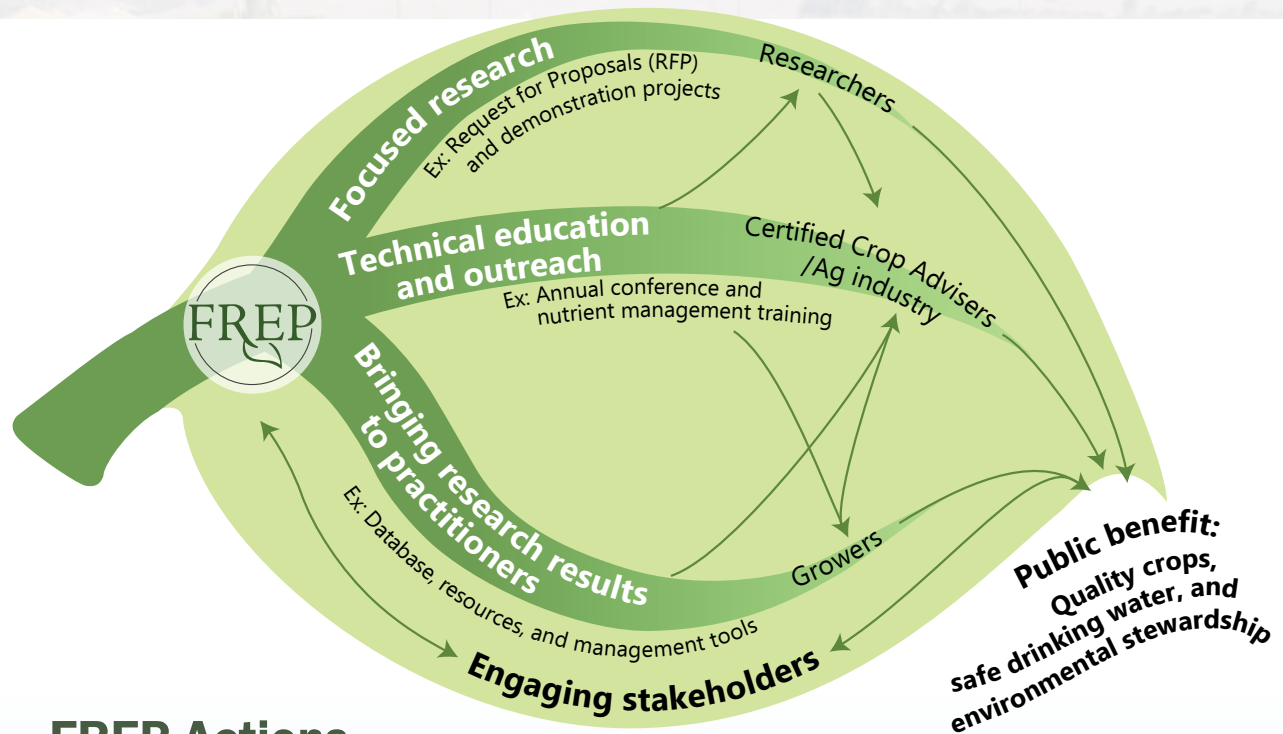 Focused research
Ex: Request for Proposals (RFP)
and demonstration projects
Researchers
Technical education
and outreach
Ex: Annual conference and
nutrient management training
Certified Crop Advisers
/Ag industry
FREP
Bringing research results
to practitioners
Ex: Database, resources, and management tools
Growers
Engaging stakeholders
Public benefit:
Quality crops,
safe drinking water, and
environmental stewardship
FREP Actions